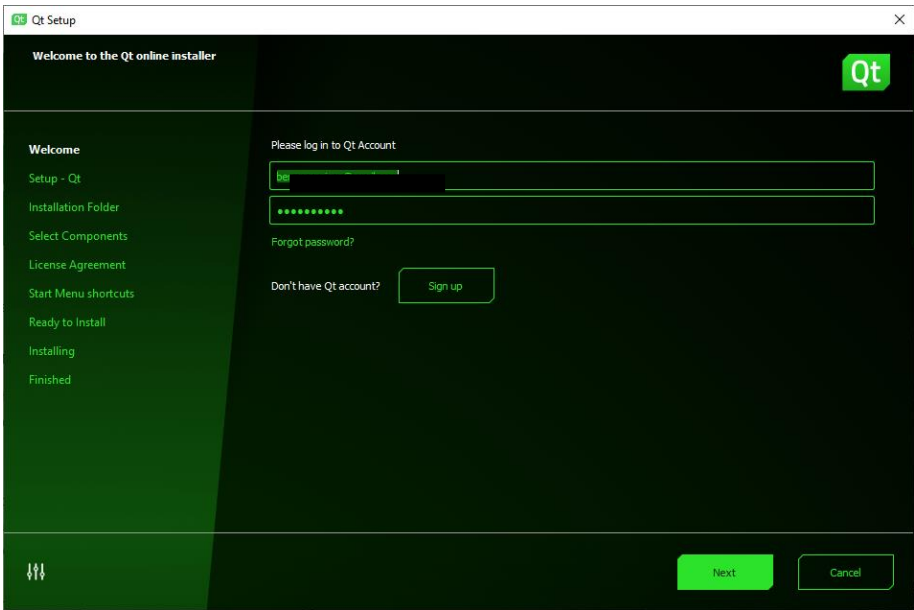 Qt Setup
Welcome to the Qt online installer
Qt
Welcome
Setup - Qt
Installation Folder
Select Components
License Agreement
Start Menu shortcuts
Ready to Install
Installing
Finished
Please log in to Qt Account
••••••••••
Forgot password?
Don't have Qt account?
Sign up
Next
Cancel